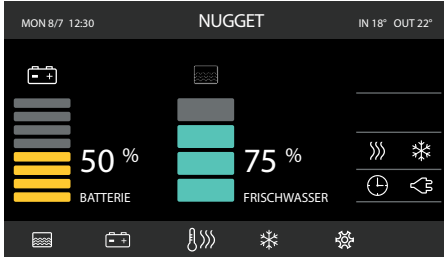 MON 8/7 12:30 NUGGET IN 18° OUT 22°
50 % 75 %
BATTERIE FRISCHWASSER